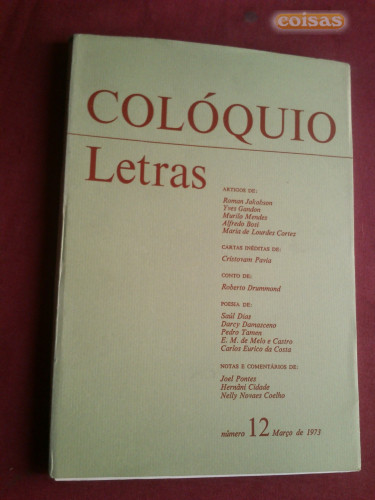 coisas
COLÓQUIO
Letras
ARTIGOS DE:
Roman Jakobson
Yves Gandon
Murilo Mendes
Alfredo Bosi
Maria de Lourdes Cortez
CARTAS INÉDITAS DE:
Cristovam Pavia
CONTO DE:
Roberto Drummond
POESIA DE:
Saúl Dias
Darcy Damasceno
Pedro Tamen
E. M. de Melo e Castro
Carlos Eurico da Costa
NOTAS E COMENTÁRIOS DE:
Joel Pontes
Hernâni Cidade
Nelly Novaes Coelho
número 12 Março de 1973